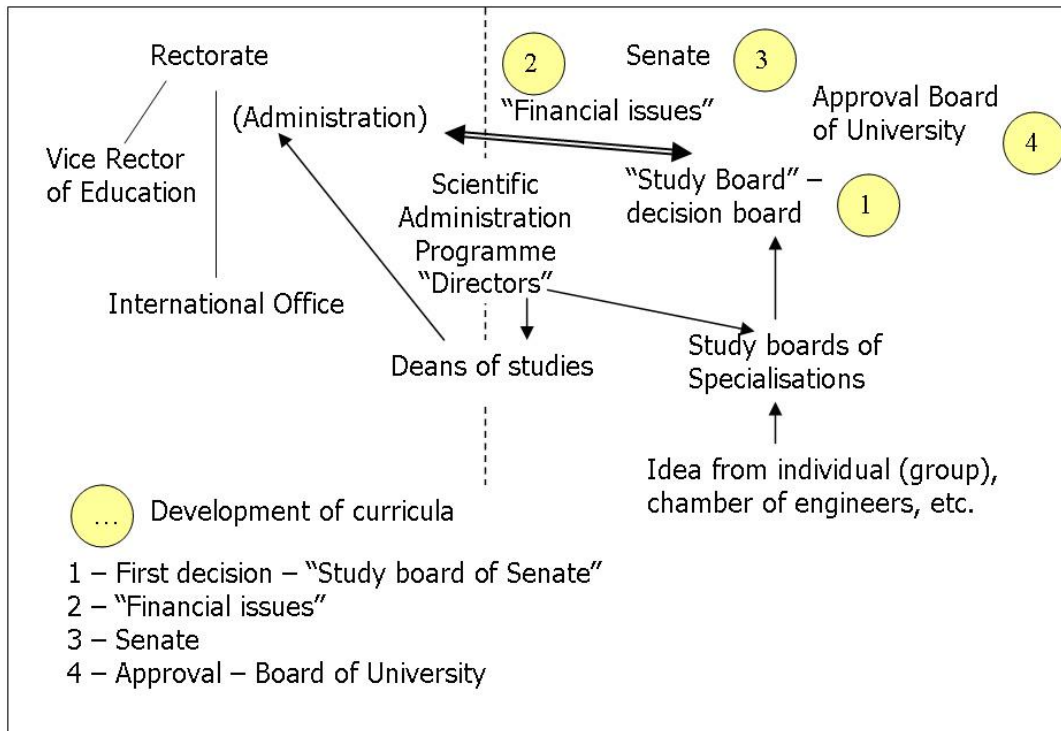 Rectorate
2
Senate
3
(Administration)
“Financial issues”
Approval Board
of University
4
Vice Rector
of Education
Scientific
Administration
Programme
“Directors”
“Study Board” –
decision board
1
International Office
Deans of studies
Study boards of
Specialisations
Idea from individual (group),
chamber of engineers, etc.
...
Development of curricula
1 – First decision – “Study board of Senate”
2 – “Financial issues”
3 – Senate
4 – Approval – Board of University